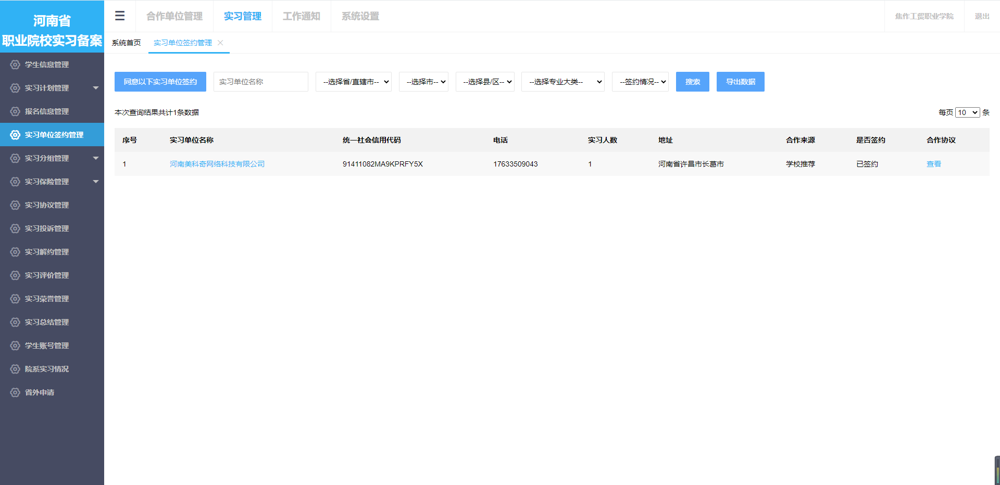 河南省
职业院校实习备案
合作单位管理
实习管理
工作通知
系统设置
焦作工贸职业学院
退出
系统首页
实习单位签约管理
学生信息管理
实习计划管理
报名信息管理
实习单位签约管理
实习分组管理
实习保险管理
实习协议管理
实习投诉管理
实习解约管理
实习评价管理
实习荣誉管理
实习总结管理
学生账号管理
院系实习情况
省外申请
同意以下实习单位签约
实习单位名称
--选择省/直辖市--
--选择市--
--选择县/区--
--选择专业大类--
--签约情况--
搜索
导出数据
本次查询结果共计1条数据
每页 10 条
序号 实习单位名称 统一社会信用代码 电话 实习人数 地址 合作来源 是否签约 合作协议
1 河南美科奇网络科技有限公司 91411082MA9KPRFY5X 17633509043 1 河南省许昌市长葛市 学校推荐 已签约 查看